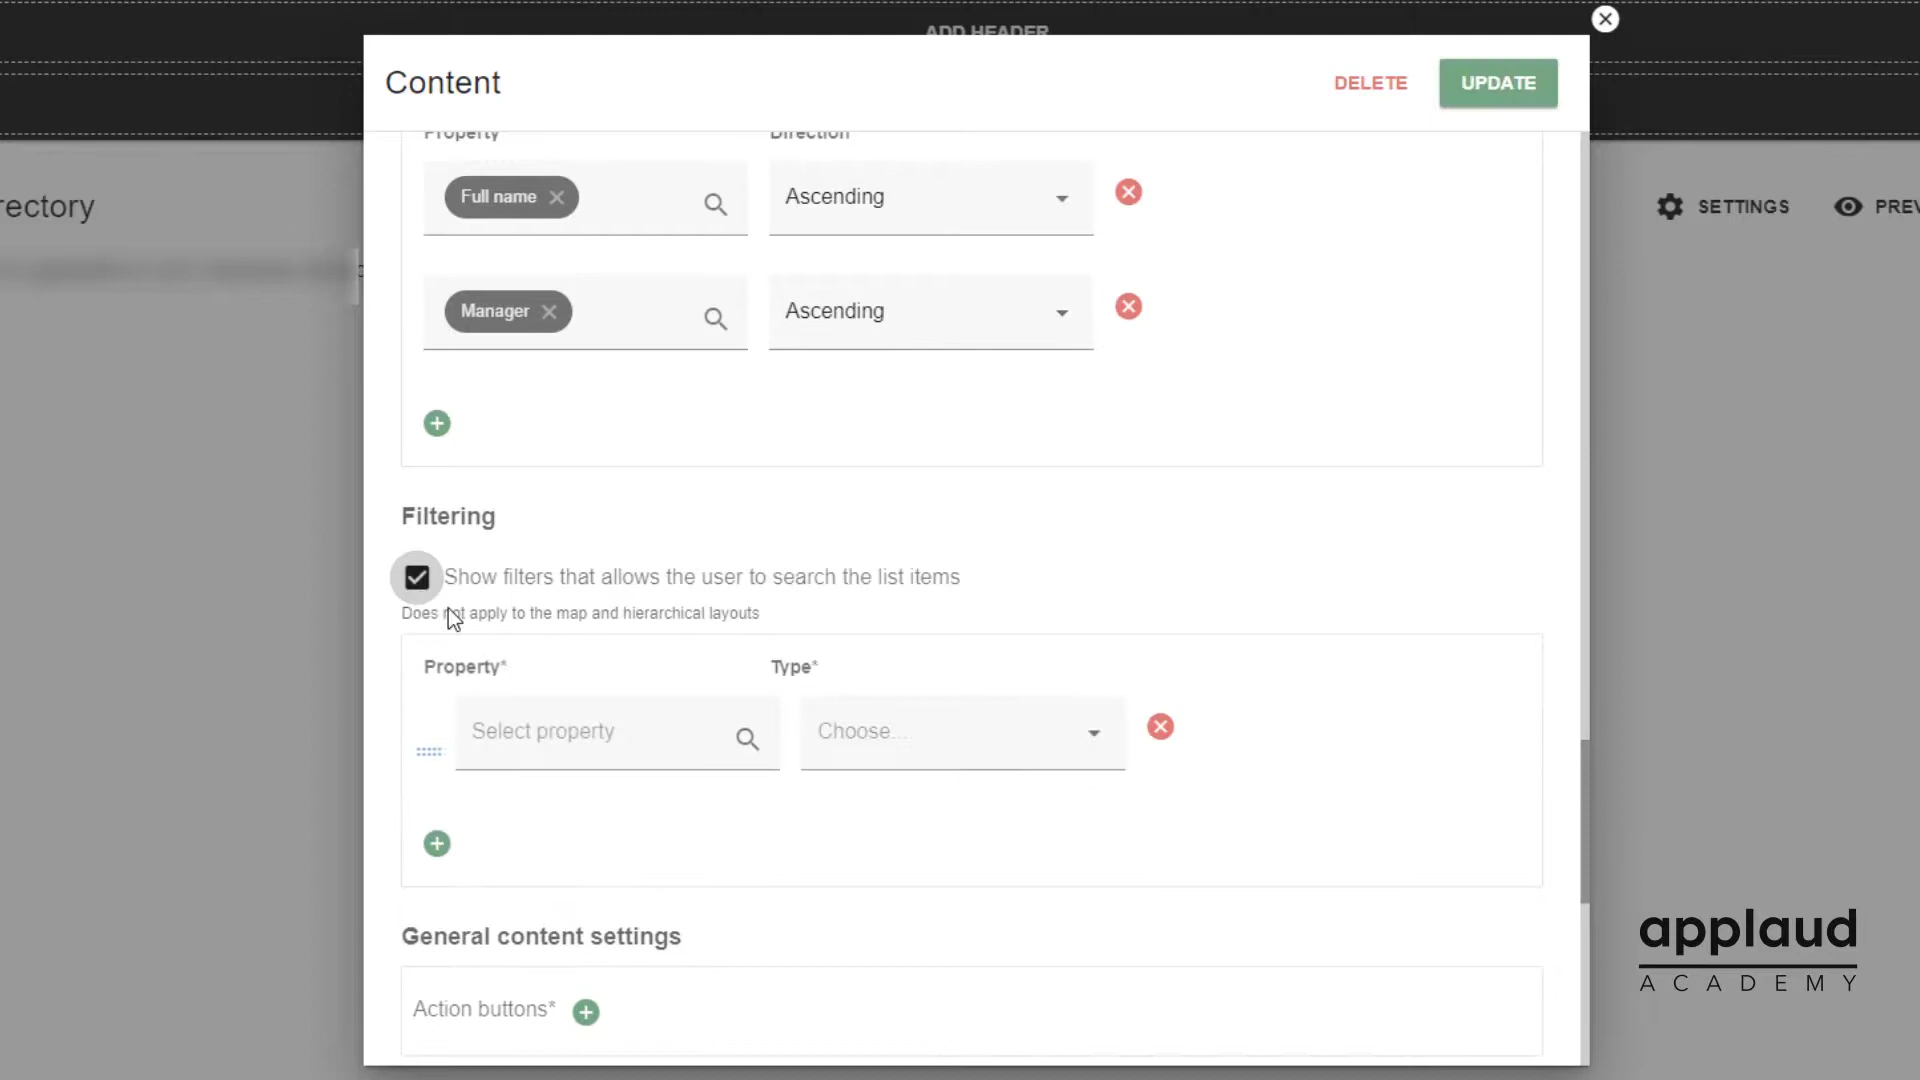 ADD HEADER
Content
DELETE
UPDATE
Property
Direction
rectory
SETTINGS
PREV
Full name
Ascending
Manager
Ascending
Filtering
Show filters that allows the user to search the list items
Does not apply to the map and hierarchical layouts
Property*
Type*
Select property
Choose...
General content settings
Action buttons*
applaud
ACADEMY